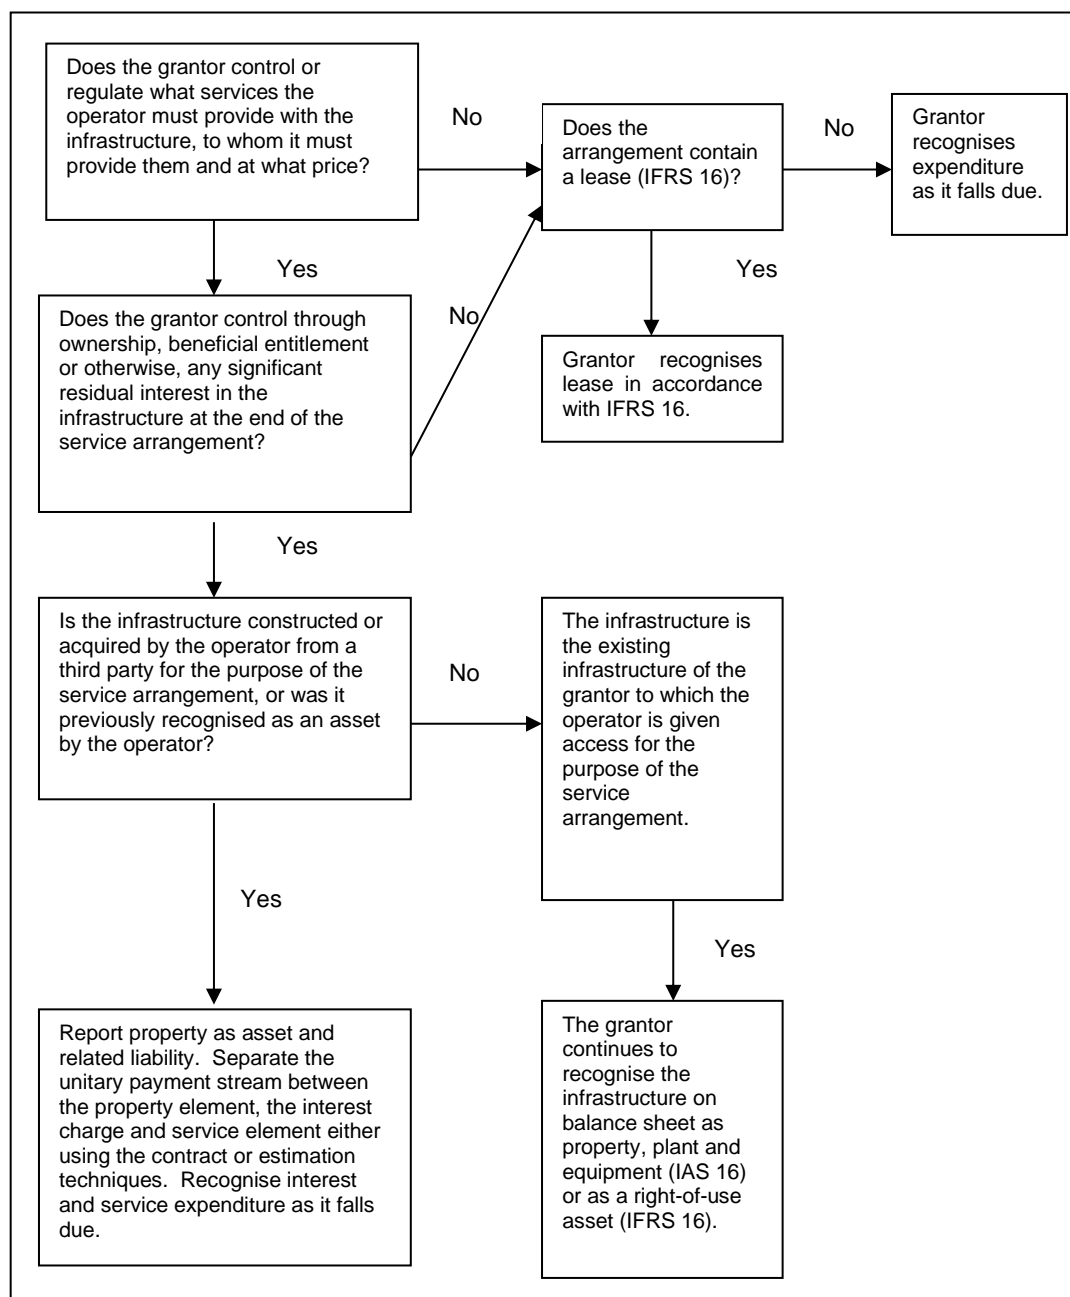 Does the grantor control or
regulate what services the
operator must provide with the
infrastructure, to whom it must
provide them and at what price?
No
Does the
arrangement contain
a lease (IFRS 16)?
No
Grantor
recognises
expenditure
as it falls due.
Yes
Yes
Does the grantor control through
ownership, beneficial entitlement
or otherwise, any significant
residual interest in the
infrastructure at the end of the
service arrangement?
No
Grantor recognises
lease in accordance
with IFRS 16.
Yes
Is the infrastructure constructed or
acquired by the operator from a
third party for the purpose of the
service arrangement, or was it
previously recognised as an asset
by the operator?
No
The infrastructure is
the existing
infrastructure of the
grantor to which the
operator is given
access for the
purpose of the
service
arrangement.
Yes
Yes
Report property as asset and
related liability.  Separate the
unitary payment stream between
the property element, the interest
charge and service element either
using the contract or estimation
techniques.  Recognise interest
and service expenditure as it falls
due.
The grantor
continues to
recognise the
infrastructure on
balance sheet as
property, plant and
equipment (IAS 16)
or as a right-of-use
asset (IFRS 16).